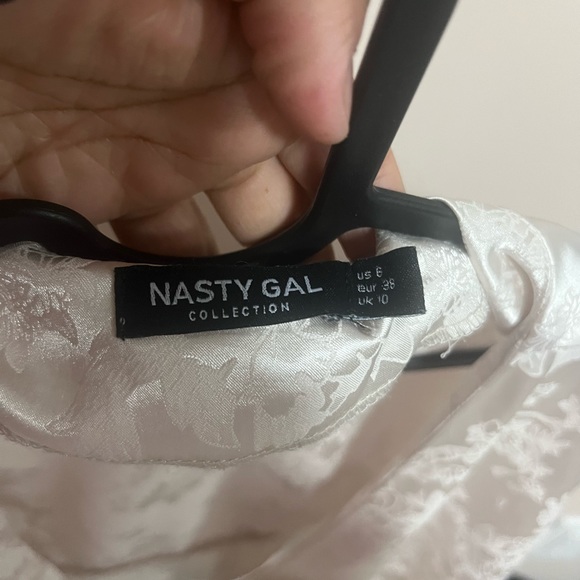 NASTY GAL
COLLECTION
us 6
eur 38
uk 10